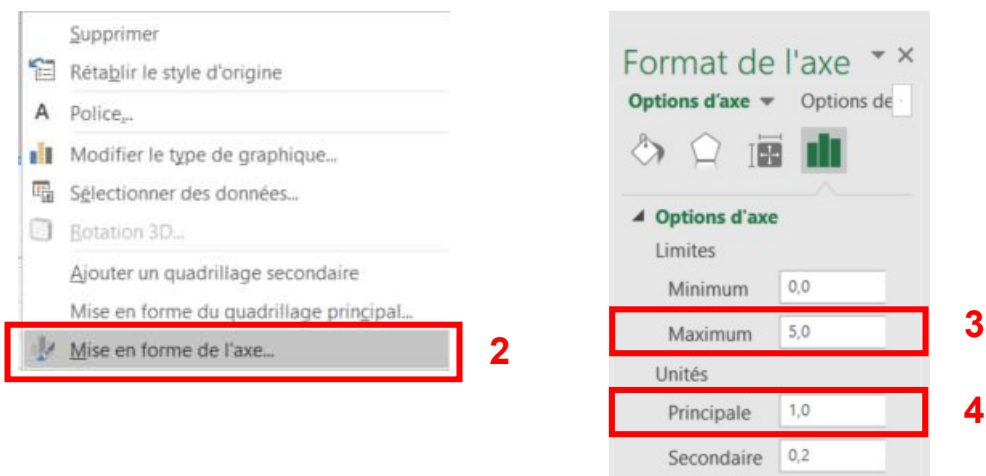 Supprimer
Rétablir le style d'origine
A Police...
Modifier le type de graphique...
Sélectionner des données...
Rotation 3D...
Ajouter un quadrillage secondaire
Mise en forme du quadrillage principal...
Mise en forme de l'axe...
2
Format de l'axe
Options d'axe Options de
Options d'axe
Limites
Minimum 0,0
Maximum 5,0
3
Unités
Principale 1,0
4
Secondaire 0,2